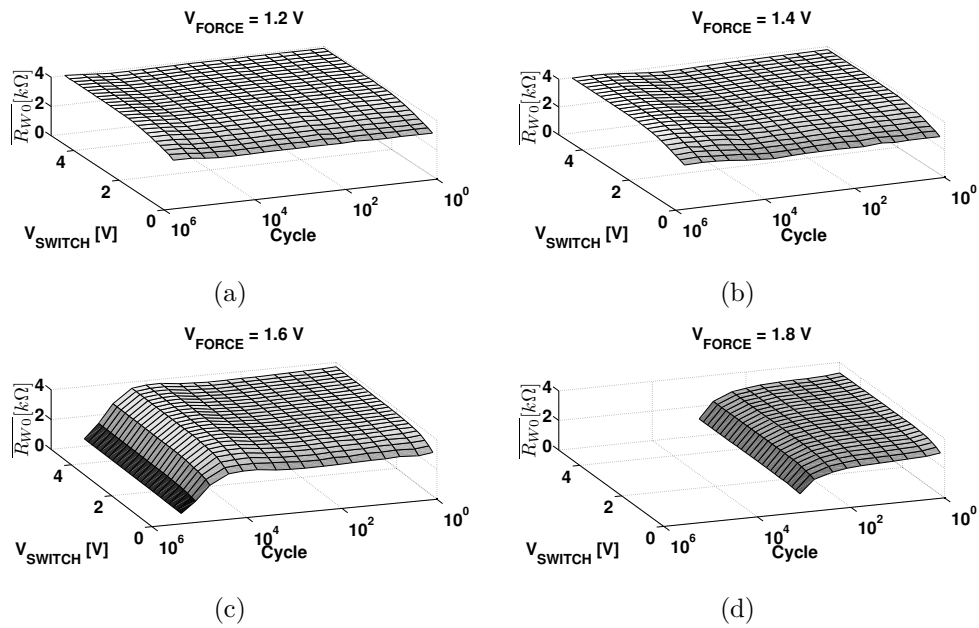 V_FORCE = 1.2 V
R_W0[kΩ]
4
2
0
4
2
0
V_SWITCH [V]
10^6
10^4
10^2
10^0
Cycle
(a)
V_FORCE = 1.4 V
R_W0[kΩ]
4
2
0
4
2
0
V_SWITCH [V]
10^6
10^4
10^2
10^0
Cycle
(b)
V_FORCE = 1.6 V
R_W0[kΩ]
4
2
0
4
2
0
V_SWITCH [V]
10^6
10^4
10^2
10^0
Cycle
(c)
V_FORCE = 1.8 V
R_W0[kΩ]
4
2
0
4
2
0
V_SWITCH [V]
10^6
10^4
10^2
10^0
Cycle
(d)